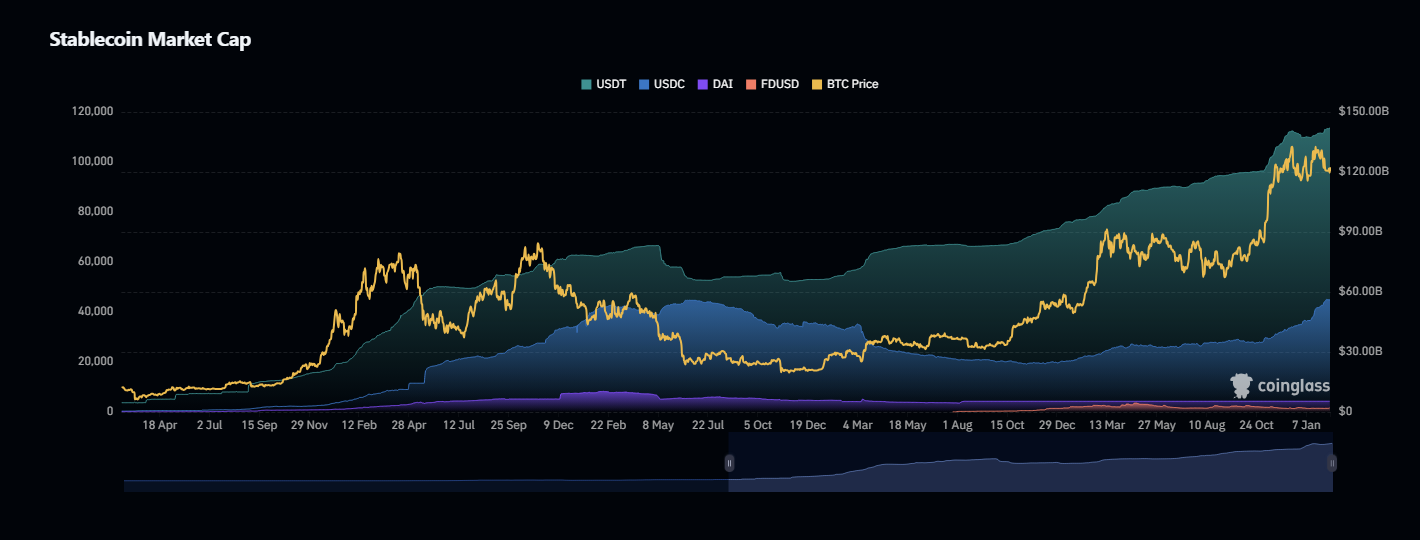 Stablecoin Market Cap
USDT USDC DAI FDUSD BTC Price
120,000 $150.00B
100,000 $120.00B
80,000 $90.00B
60,000 $60.00B
40,000 $30.00B
20,000 $0
0
coinglass
18 Apr 2 Jul 15 Sep 29 Nov 12 Feb 28 Apr 12 Jul 25 Sep 9 Dec 22 Feb 8 May 22 Jul 5 Oct 19 Dec 4 Mar 18 May 1 Aug 15 Oct 29 Dec 13 Mar 27 May 10 Aug 24 Oct 7 Jan